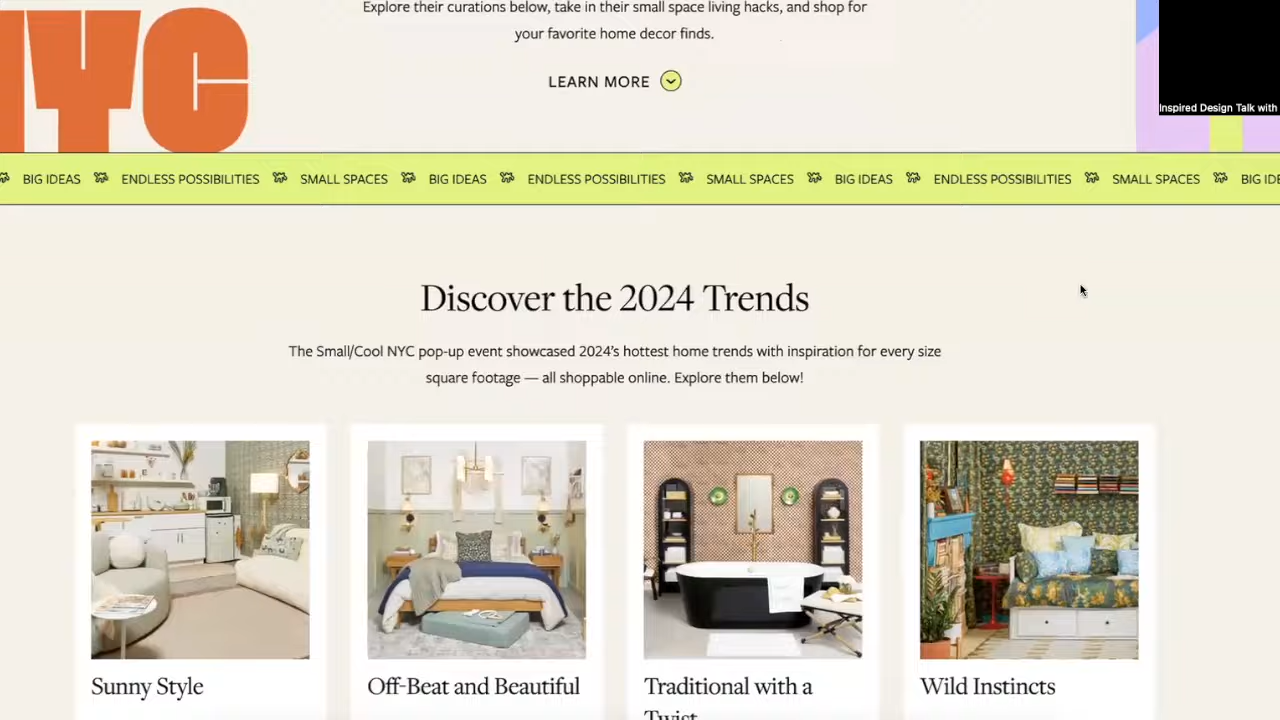 Explore their curations below, take in their small space living hacks, and shop for
your favorite home decor finds.
NYC
LEARN MORE
Inspired Design Talk with
BIG IDEAS ENDLESS POSSIBILITIES SMALL SPACES BIG IDEAS ENDLESS POSSIBILITIES SMALL SPACES BIG IDEAS ENDLESS POSSIBILITIES SMALL SPACES BIG IDE
Discover the 2024 Trends
The Small/Cool NYC pop-up event showcased 2024's hottest home trends with inspiration for every size
square footage — all shoppable online. Explore them below!
Sunny Style
Off-Beat and Beautiful
Traditional with a
Twist
Wild Instincts